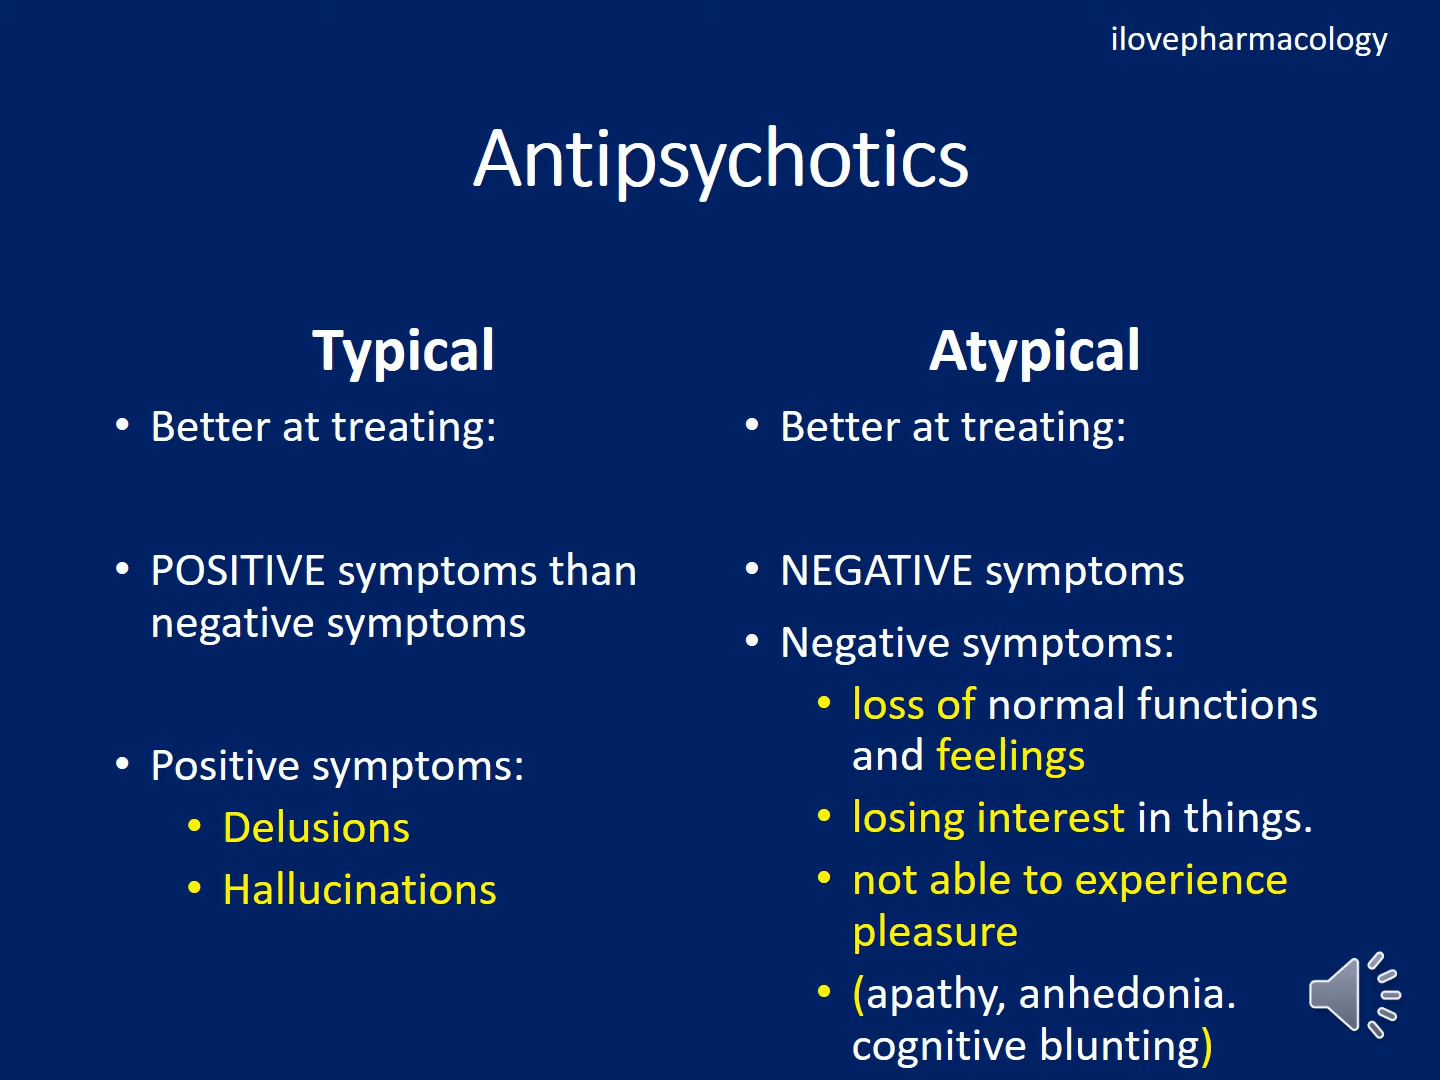 ilovepharmacology
Antipsychotics
Typical
• Better at treating:
• POSITIVE symptoms than
negative symptoms
• Positive symptoms:
• Delusions
• Hallucinations
Atypical
• Better at treating:
• NEGATIVE symptoms
• Negative symptoms:
• loss of normal functions
and feelings
• losing interest in things.
• not able to experience
pleasure
• (apathy, anhedonia.
cognitive blunting)